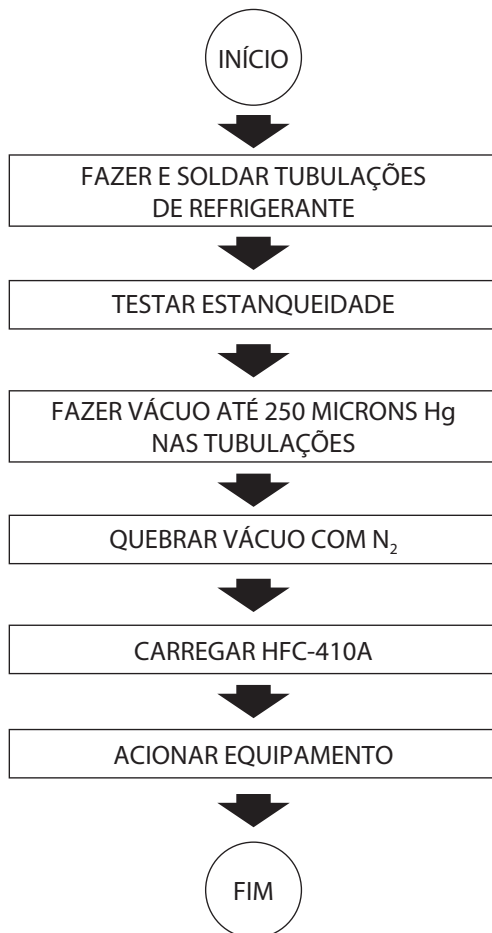 INÍCIO
FAZER E SOLDAR TUBULAÇÕES
DE REFRIGERANTE
TESTAR ESTANQUEIDADE
FAZER VÁCUO ATÉ 250 MICRONS Hg
NAS TUBULAÇÕES
QUEBRAR VÁCUO COM N₂
CARREGAR HFC-410A
ACIONAR EQUIPAMENTO
FIM